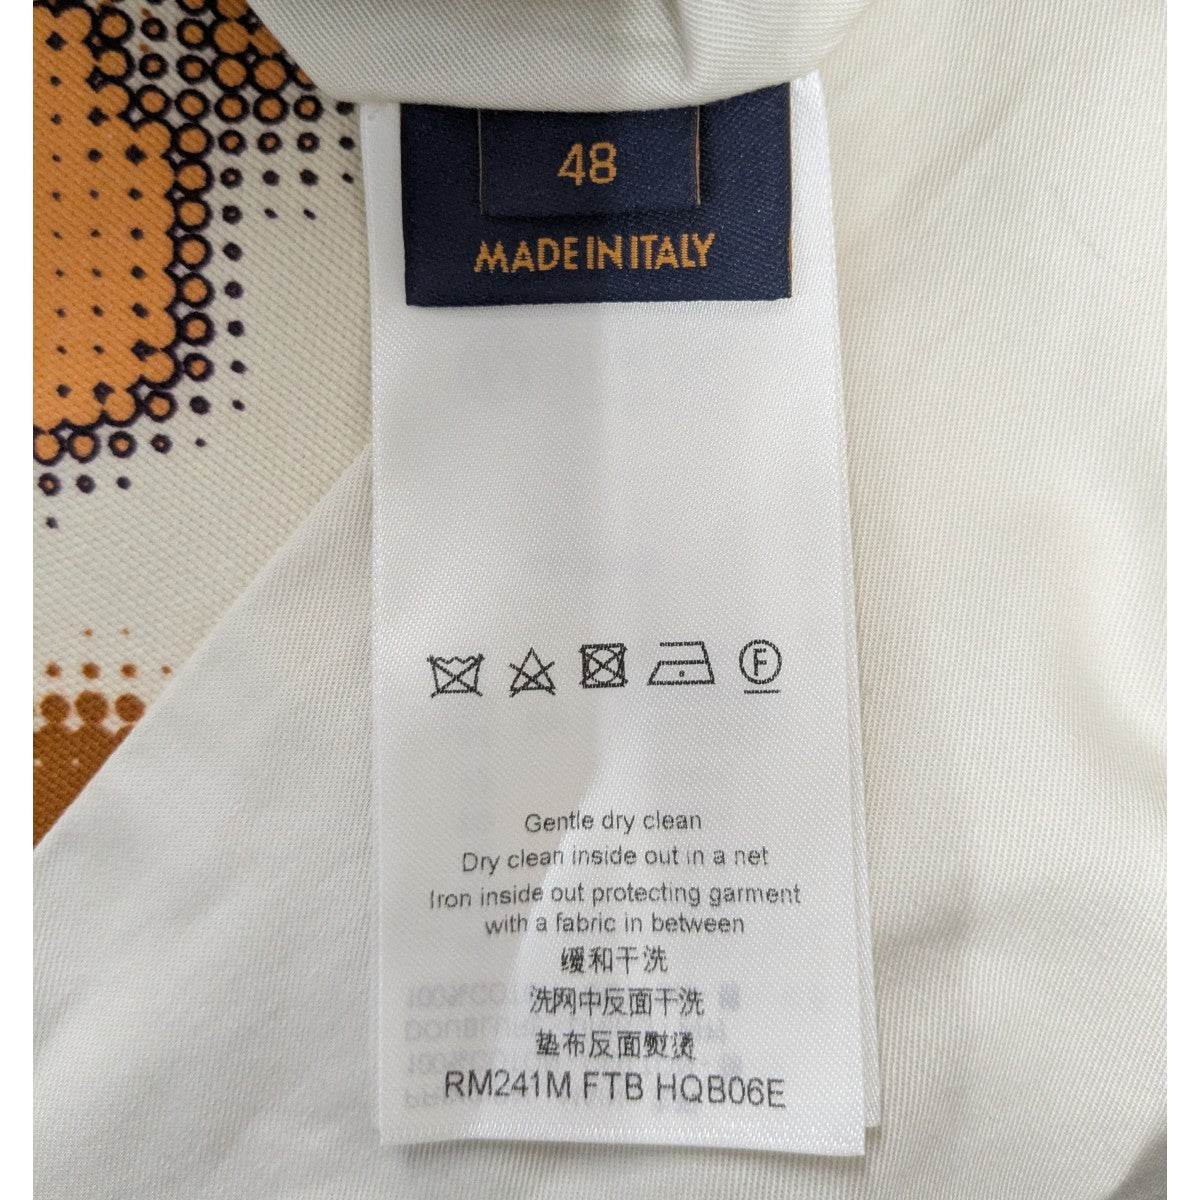 48
MADE IN ITALY
F
Gentle dry clean
Dry clean inside out in a net
Iron inside out protecting garment
with a fabric in between
缓和干洗
洗网中反面干洗
垫布反面熨烫
RM241M FTB HQB06E